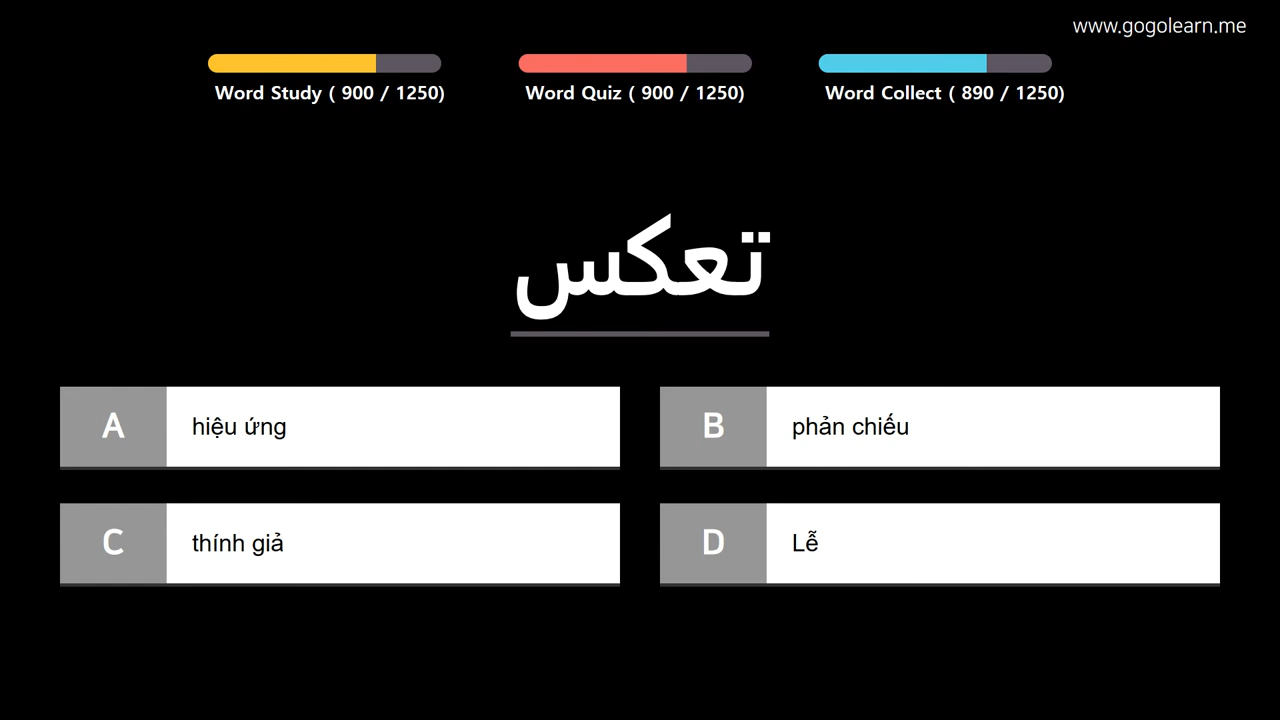 www.gogolearn.me
Word Study ( 900 / 1250)
Word Quiz ( 900 / 1250)
Word Collect ( 890 / 1250)
تعكس
A hiệu ứng
B phản chiếu
C thính giả
D Lễ